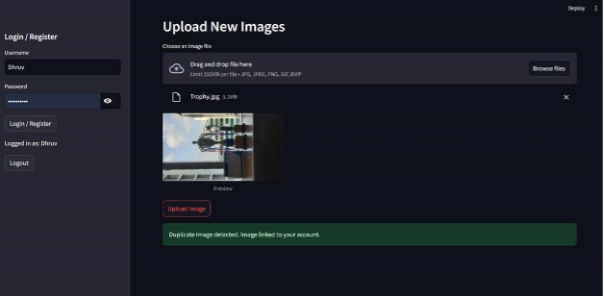 Deploy
Login / Register
Username
Dhruv
Password
Login / Register
Logged in as: Dhruv
Logout
Upload New Images
Choose an image file
Drag and drop file here
Limit 200MB per file • JPG, JPEG, PNG, GIF, BMP
Browse files
Trophy.jpg 5.1MB
Preview
Upload Image
Duplicate image detected. Image linked to your account.